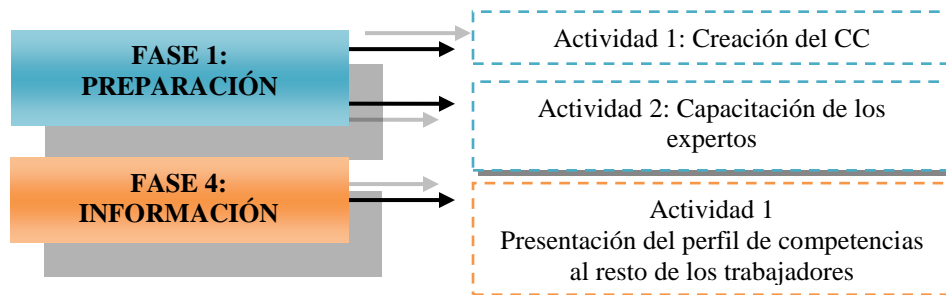 FASE 1:
PREPARACIÓN
Actividad 1: Creación del CC
Actividad 2: Capacitación de los
expertos
FASE 4:
INFORMACIÓN
Actividad 1
Presentación del perfil de competencias
al resto de los trabajadores